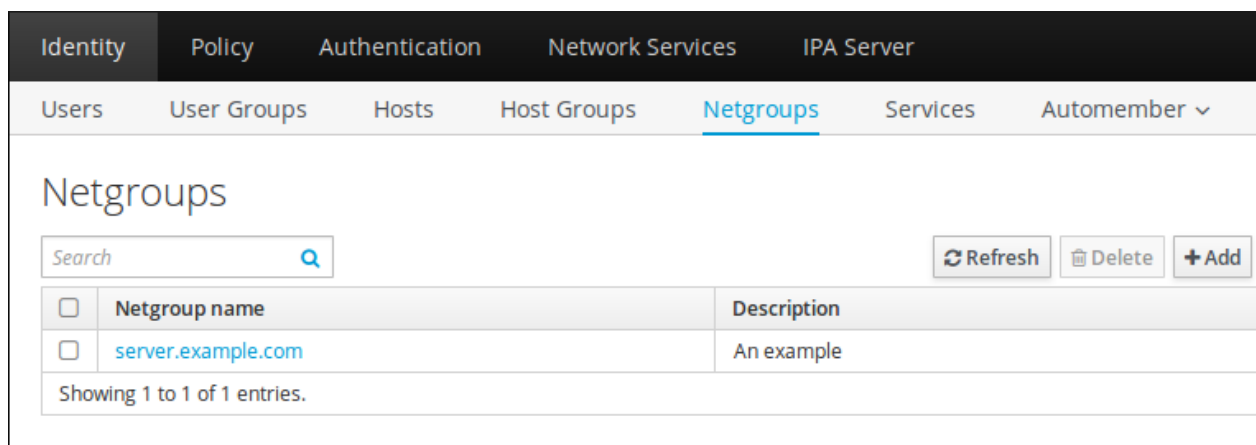 Identity Policy Authentication Network Services IPA Server
Users User Groups Hosts Host Groups Netgroups Services Automember
Netgroups
Search Refresh Delete Add
Netgroup name Description
server.example.com An example
Showing 1 to 1 of 1 entries.